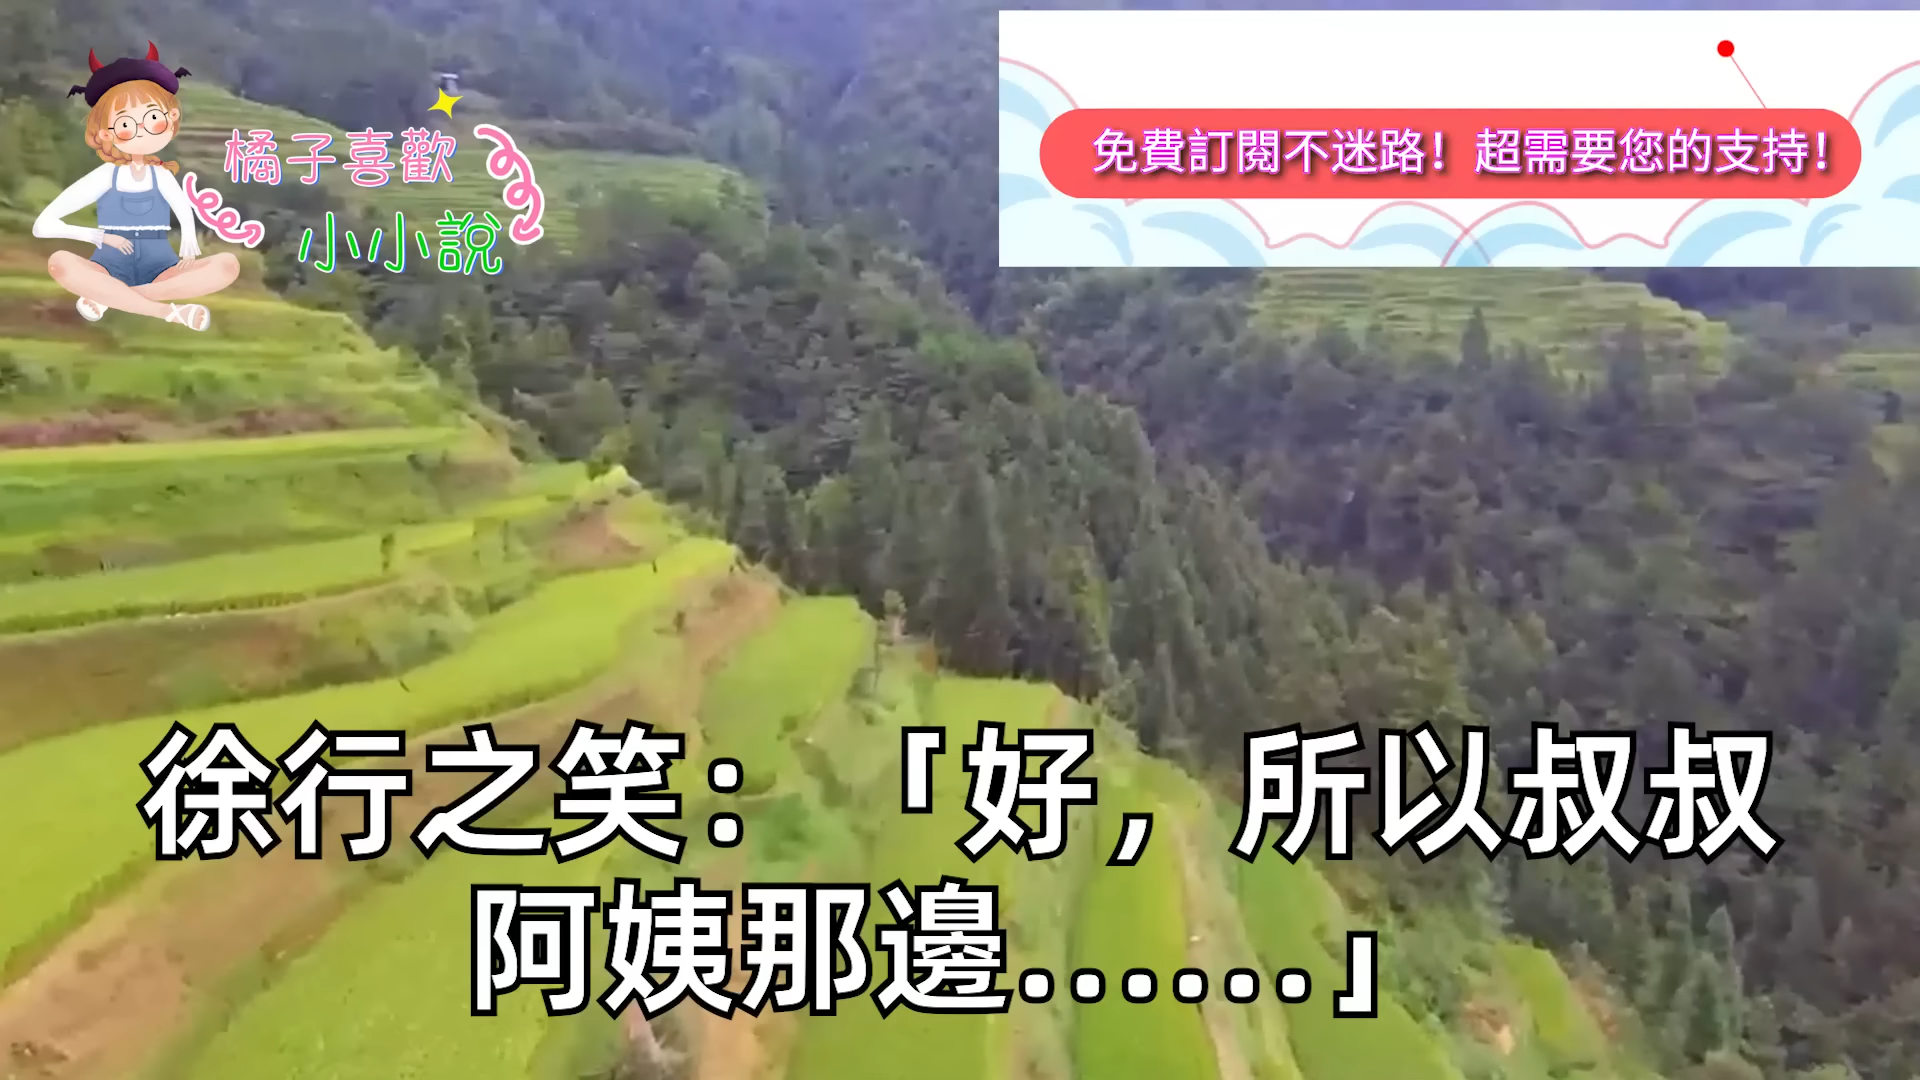 橘子喜歡
小小說
免費訂閱不迷路！超需要您的支持！
徐行之笑：「好，所以叔叔
阿姨那邊......」